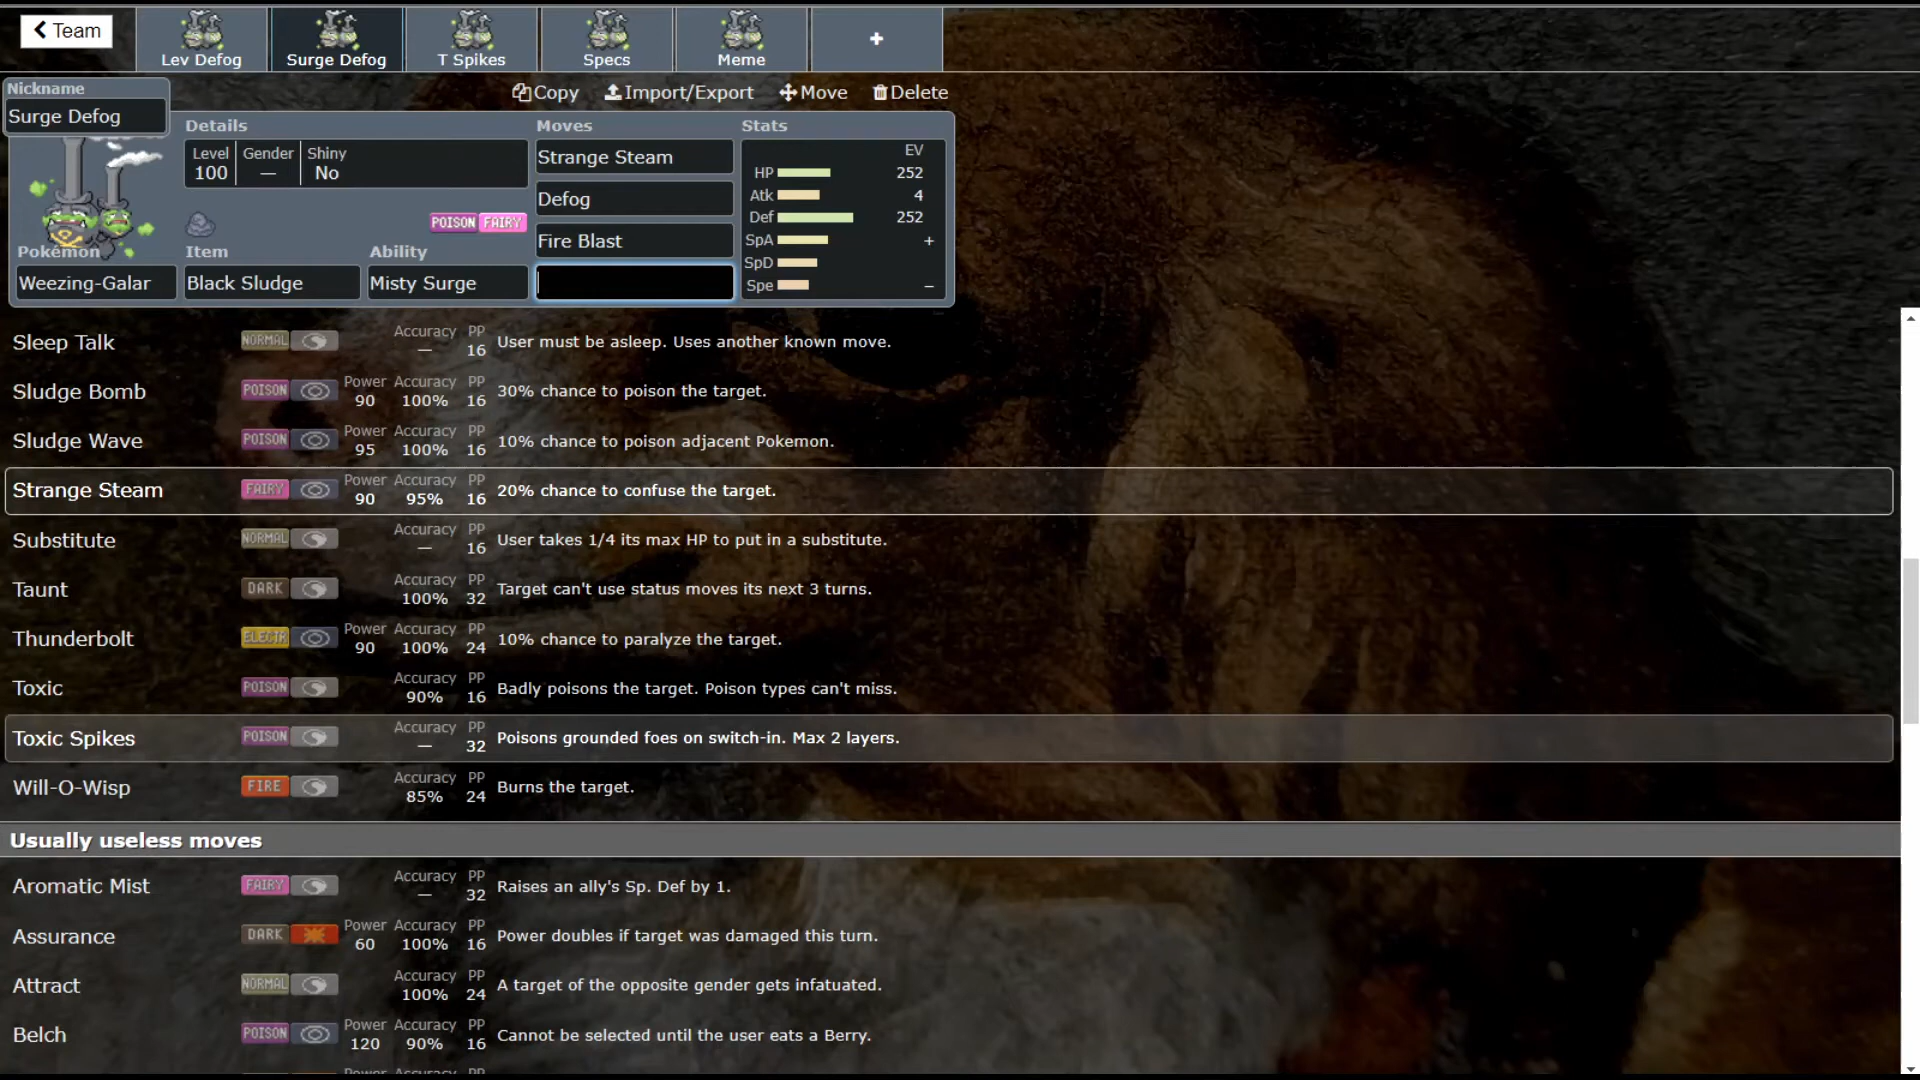 Team
Lev Defog
Surge Defog
T Spikes
Specs
Meme
+
Nickname
Surge Defog
Copy
Import/Export
Move
Delete
Details
Moves
Stats
Level
100
Gender
—
Shiny
No
POISON FAIRY
Pokémon
Weezing-Galar
Item
Black Sludge
Ability
Misty Surge
Strange Steam
Defog
Fire Blast
EV
HP 252
Atk 4
Def 252
SpA +
SpD
Spe −
Sleep Talk NORMAL Accuracy — PP 16 User must be asleep. Uses another known move.
Sludge Bomb POISON Power 90 Accuracy 100% PP 16 30% chance to poison the target.
Sludge Wave POISON Power 95 Accuracy 100% PP 16 10% chance to poison adjacent Pokemon.
Strange Steam FAIRY Power 90 Accuracy 95% PP 16 20% chance to confuse the target.
Substitute NORMAL Accuracy — PP 16 User takes 1/4 its max HP to put in a substitute.
Taunt DARK Accuracy 100% PP 32 Target can't use status moves its next 3 turns.
Thunderbolt ELECTR Power 90 Accuracy 100% PP 24 10% chance to paralyze the target.
Toxic POISON Accuracy 90% PP 16 Badly poisons the target. Poison types can't miss.
Toxic Spikes POISON Accuracy — PP 32 Poisons grounded foes on switch-in. Max 2 layers.
Will-O-Wisp FIRE Accuracy 85% PP 24 Burns the target.
Usually useless moves
Aromatic Mist FAIRY Accuracy — PP 32 Raises an ally's Sp. Def by 1.
Assurance DARK Power 60 Accuracy 100% PP 16 Power doubles if target was damaged this turn.
Attract NORMAL Accuracy 100% PP 24 A target of the opposite gender gets infatuated.
Belch POISON Power 120 Accuracy 90% PP 16 Cannot be selected until the user eats a Berry.
Power Accuracy PP